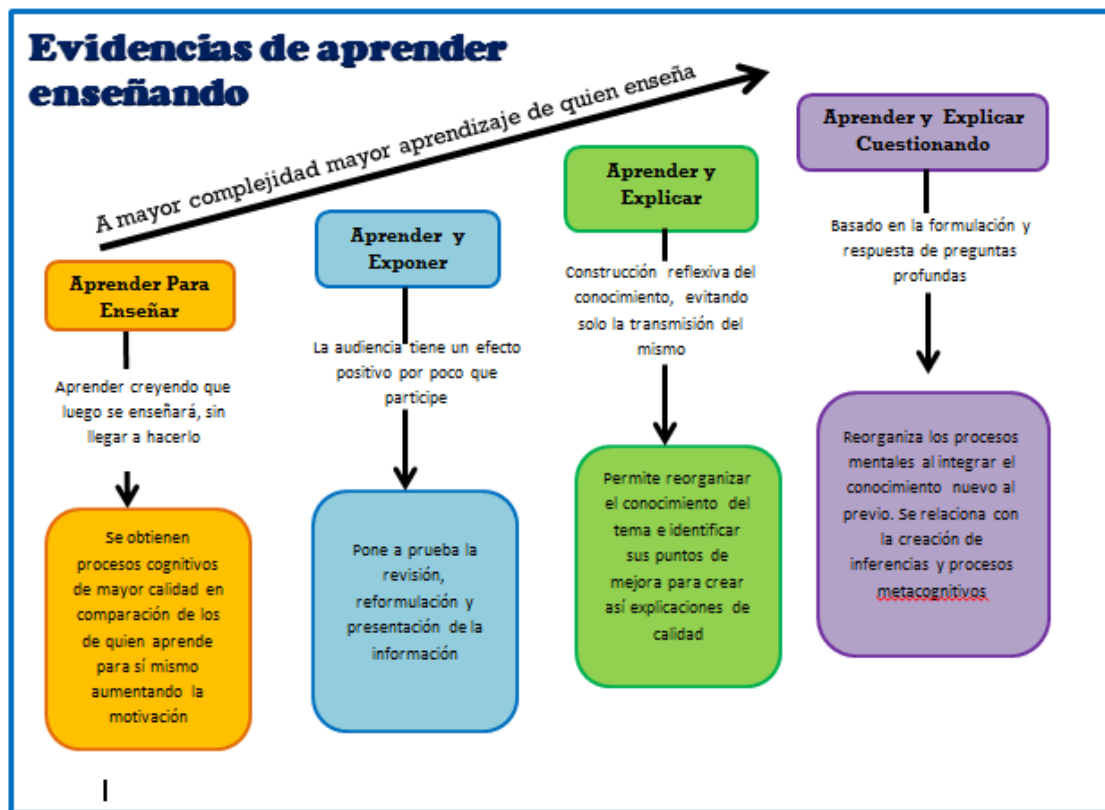 Evidencias de aprender
enseñando
A mayor complejidad mayor aprendizaje de quien enseña
Aprender Para
Enseñar
Aprender creyendo que
luego se enseñará, sin
llegar a hacerlo
Se obtienen
procesos cognitivos
de mayor calidad en
comparación de los
de quien aprende
para sí mismo
aumentando la
motivación
Aprender y
Exponer
La audiencia tiene un efecto
positivo por poco que
participe
Pone a prueba la
revisión,
reformulación y
presentación de la
información
Aprender y
Explicar
Construcción reflexiva del
conocimiento, evitando
solo la transmisión del
mismo
Permite reorganizar
el conocimiento del
tema e identificar
sus puntos de
mejora para crear
así explicaciones de
calidad
Aprender y Explicar
Cuestionando
Basado en la formulación y
respuesta de preguntas
profundas
Reorganiza los procesos
mentales al integrar el
conocimiento nuevo al
previo. Se relaciona con
la creación de
inferencias y procesos
metacognitivos